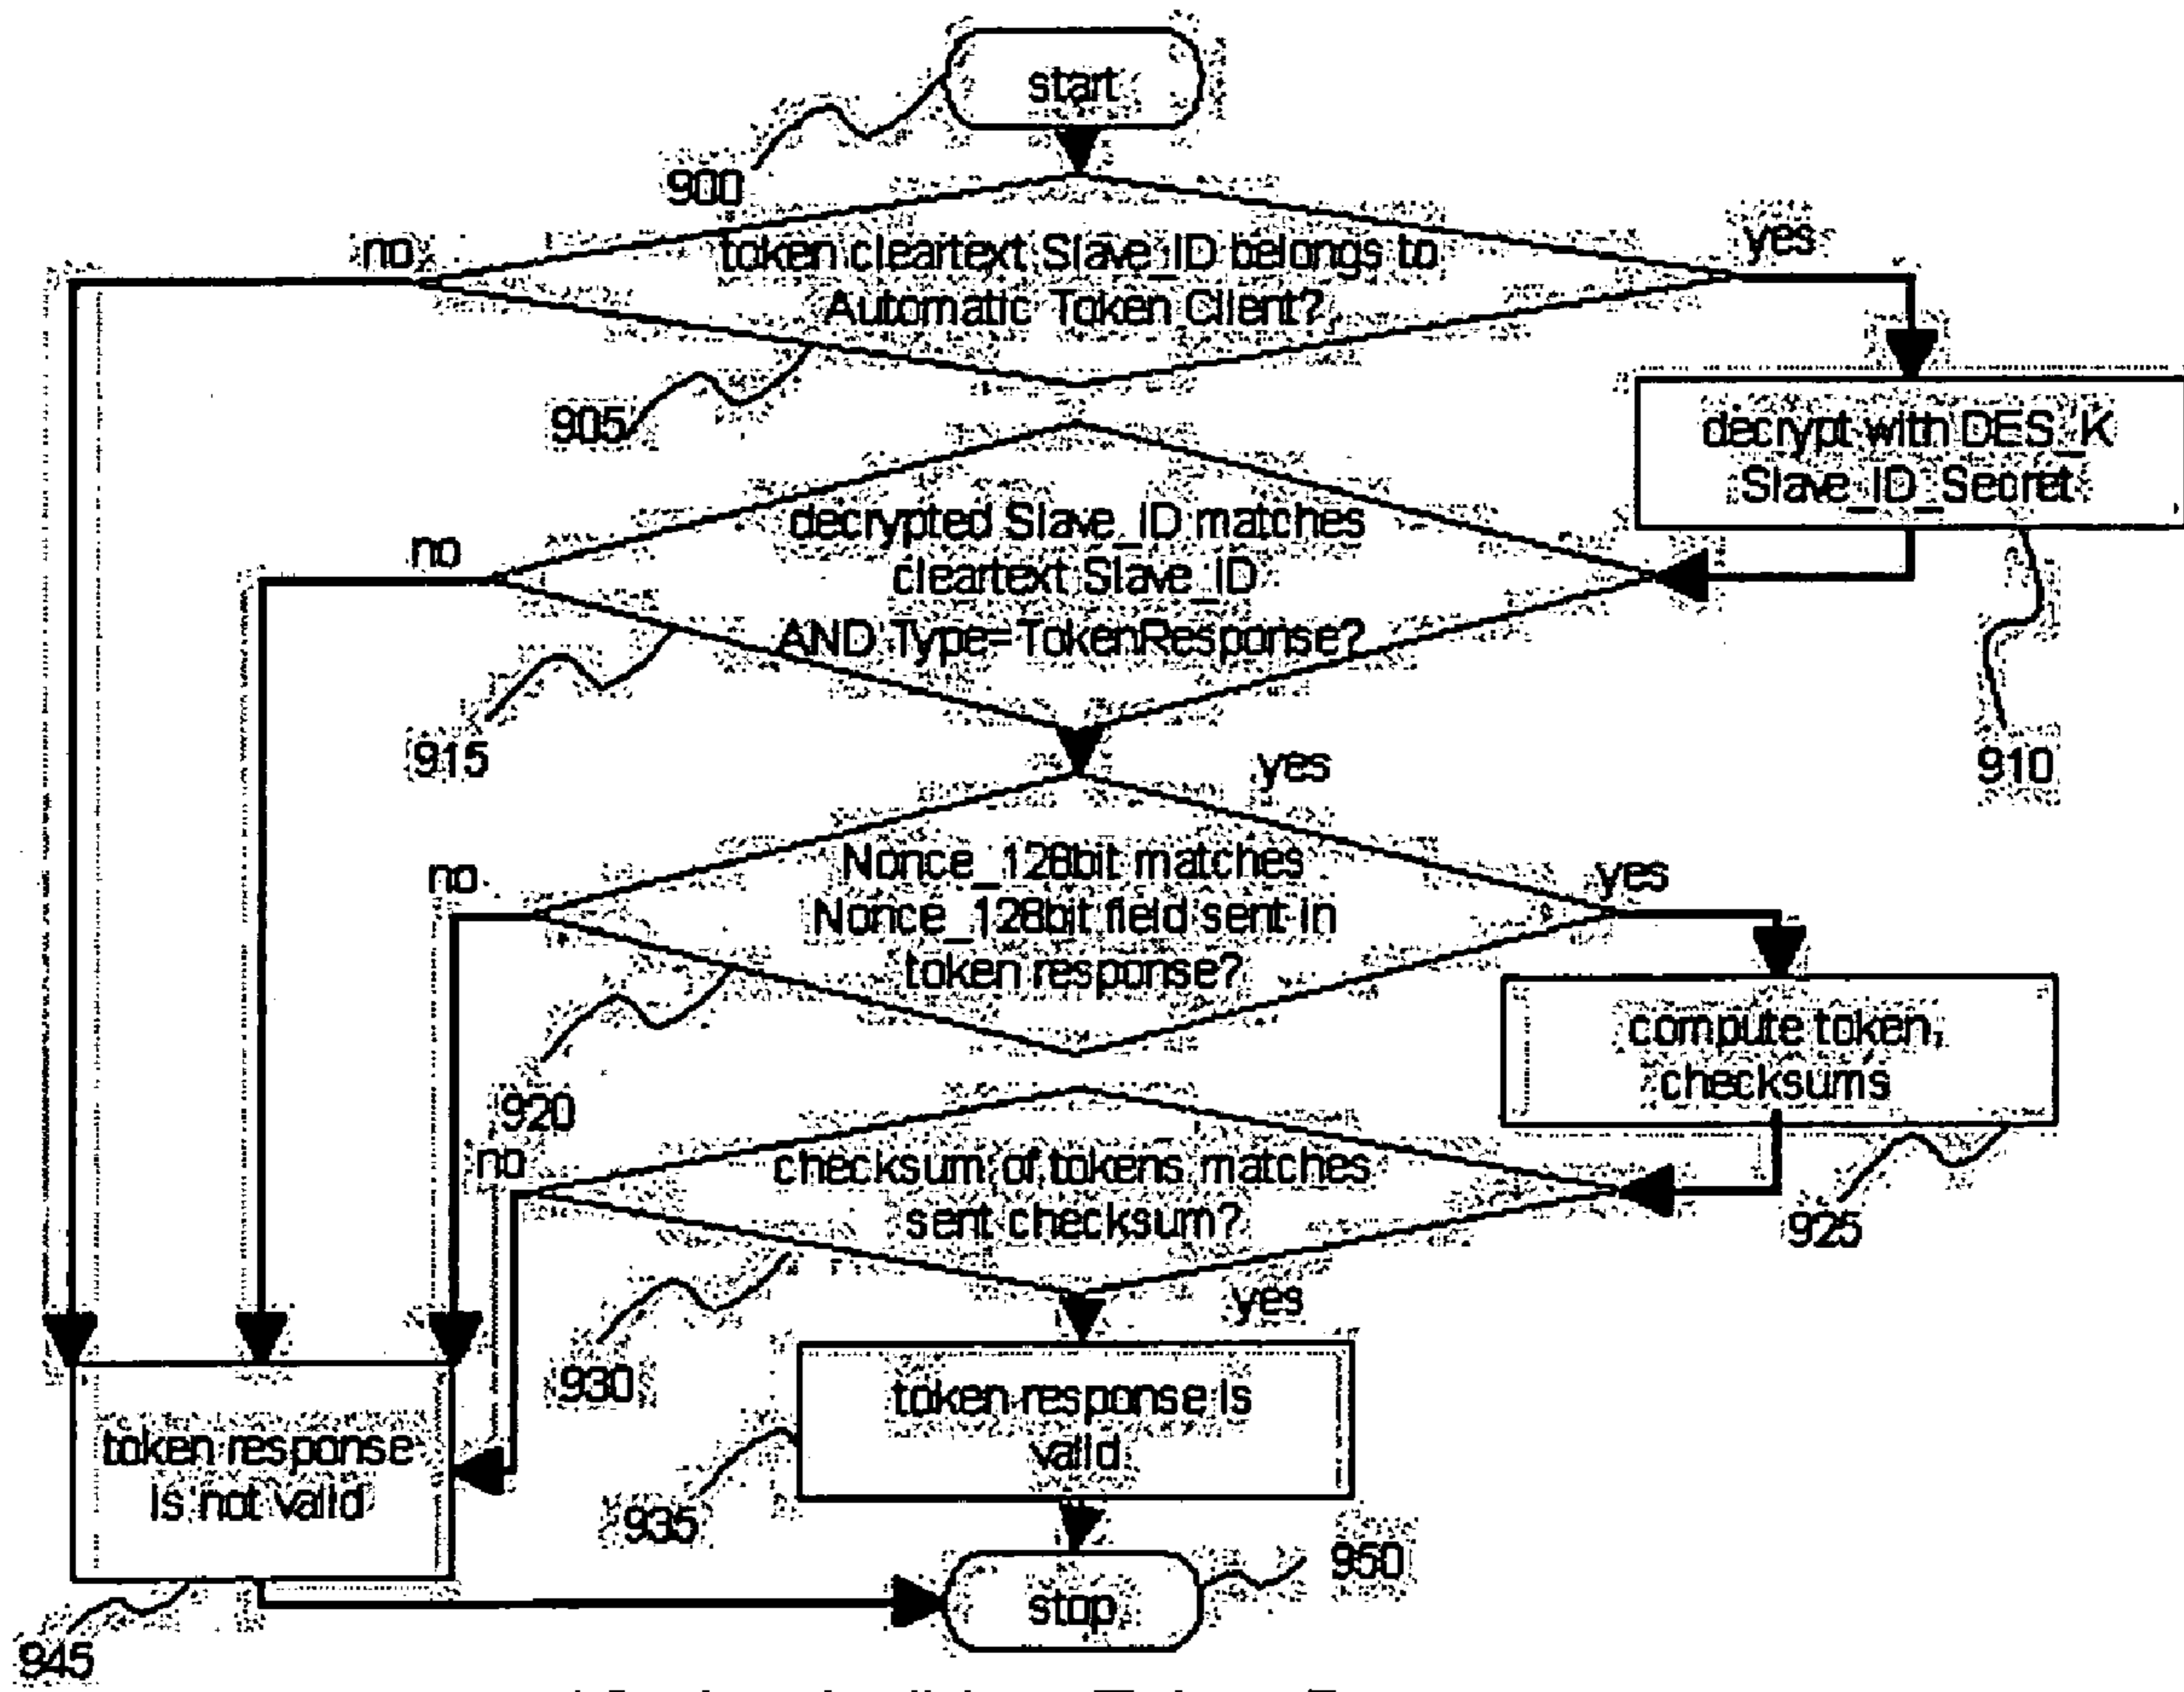 start
900
no
token cleartext Slave_ID belongs to
Automatic Token Client?
yes
905
decrypt with DES_K
Slave_ID_Secret
910
no
decrypted Slave_ID matches
cleartext Slave_ID
AND Type=TokenResponse?
915
yes
no
Nonce_128bit matches
Nonce_128bit field sent in
token response?
yes
920
compute token,
checksums
925
no
checksum of tokens matches
sent checksum?
930
yes
token response is
valid
935
token response
is not valid
945
stop
950